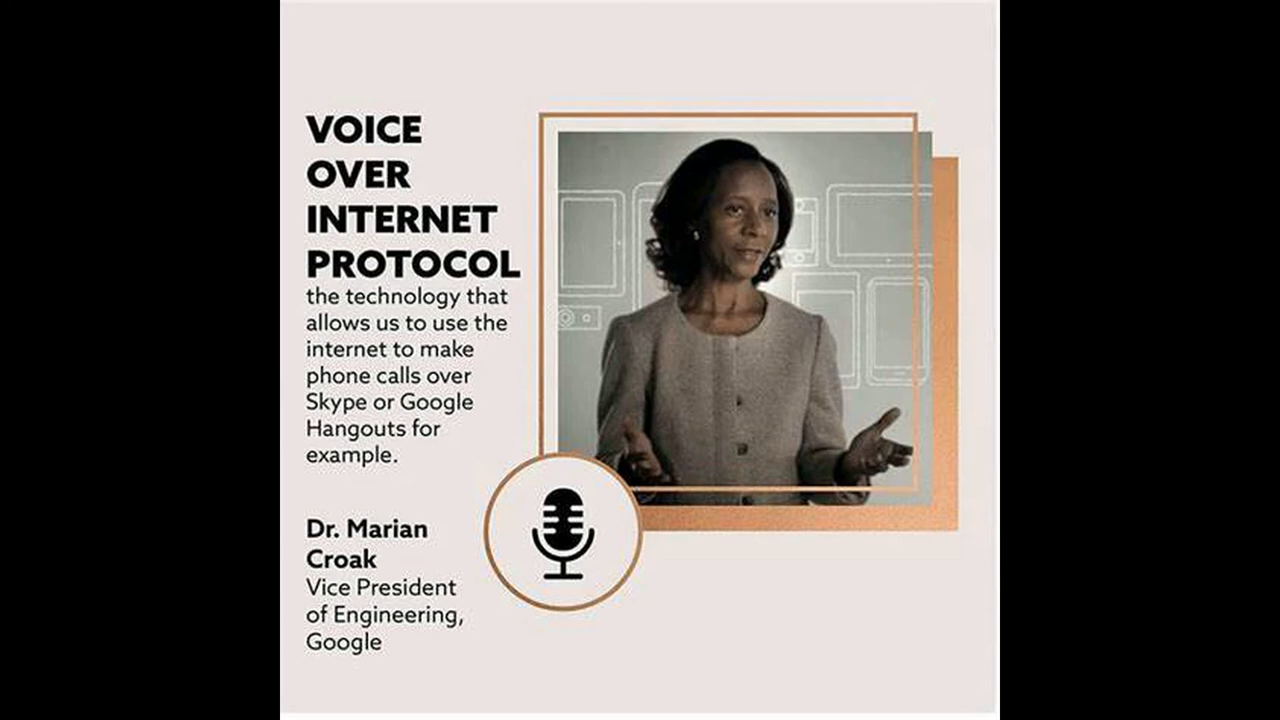 VOICE
OVER
INTERNET
PROTOCOL
the technology that
allows us to use the
internet to make
phone calls over
Skype or Google
Hangouts for
example.
Dr. Marian
Croak
Vice President
of Engineering,
Google